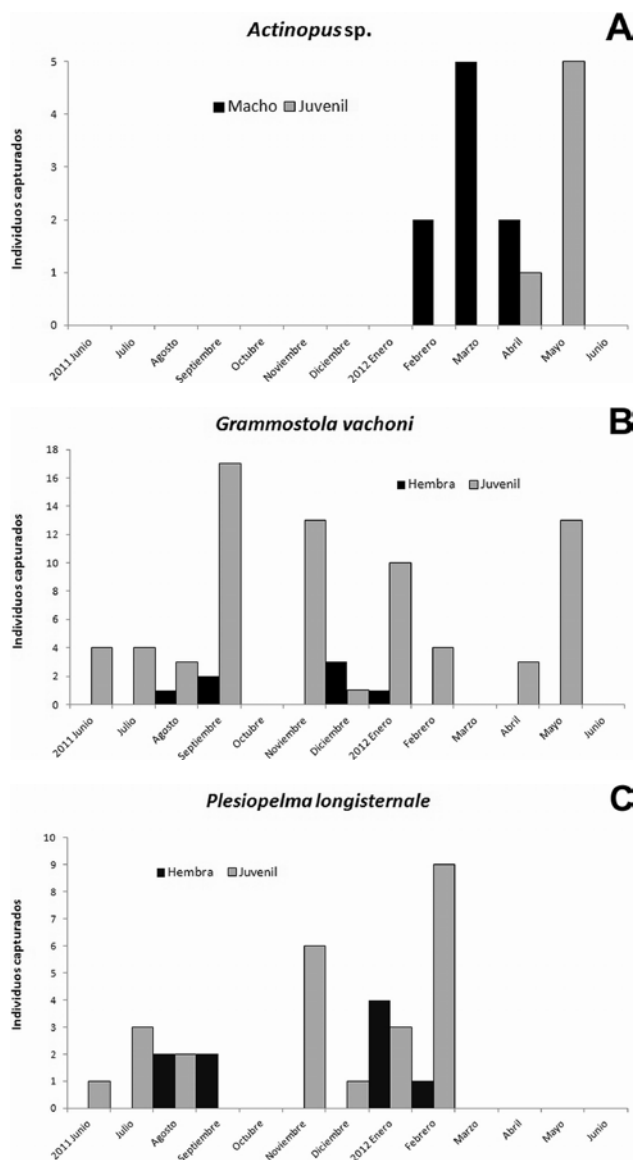 Actinopus sp.
A
Individuos capturados
5
4
3
2
1
0
Macho Juvenil
2011 Junio Julio Agosto Septiembre Octubre Noviembre Diciembre 2012 Enero Febrero Marzo Abril Mayo Junio
Grammostola vachoni
B
Individuos capturados
18
16
14
12
10
8
6
4
2
0
Hembra Juvenil
2011 Junio Julio Agosto Septiembre Octubre Noviembre Diciembre 2012 Enero Febrero Marzo Abril Mayo Junio
Plesiopelma longisternale
C
Individuos capturados
10
9
8
7
6
5
4
3
2
1
0
Hembra Juvenil
2011 Junio Julio Agosto Septiembre Octubre Noviembre Diciembre 2012 Enero Febrero Marzo Abril Mayo Junio